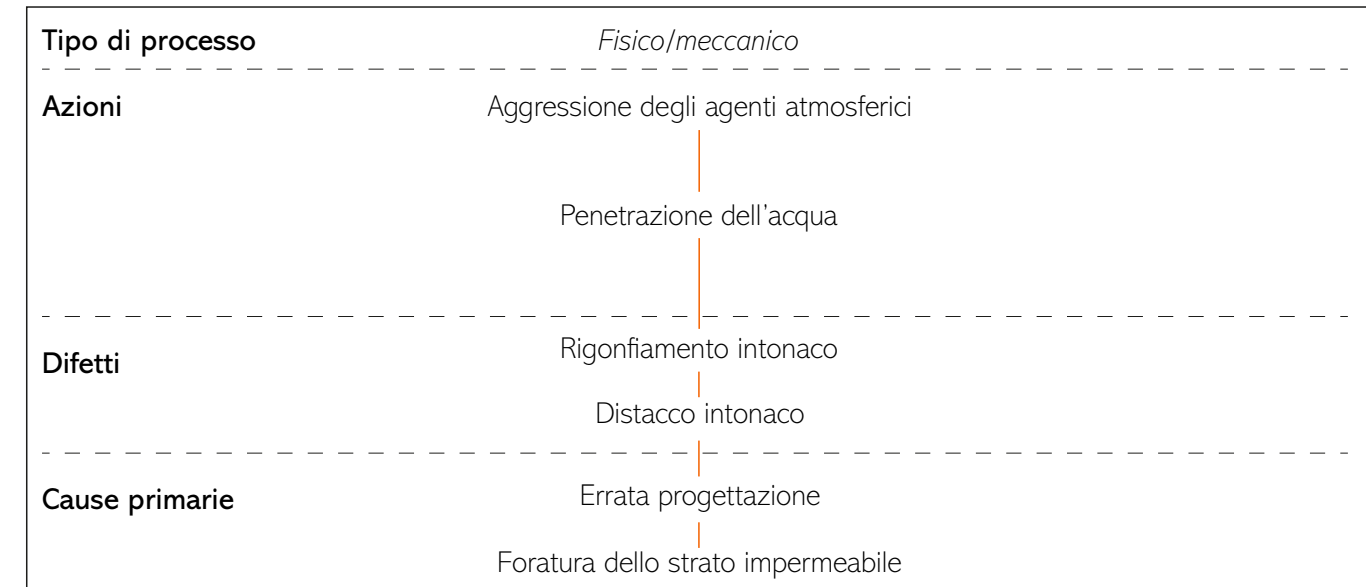 Tipo di processo Fisico/meccanico
Azioni Aggressione degli agenti atmosferici
Penetrazione dell’acqua
Rigonfiamento intonaco
Difetti
Distacco intonaco
Cause primarie Errata progettazione
Foratura dello strato impermeabile